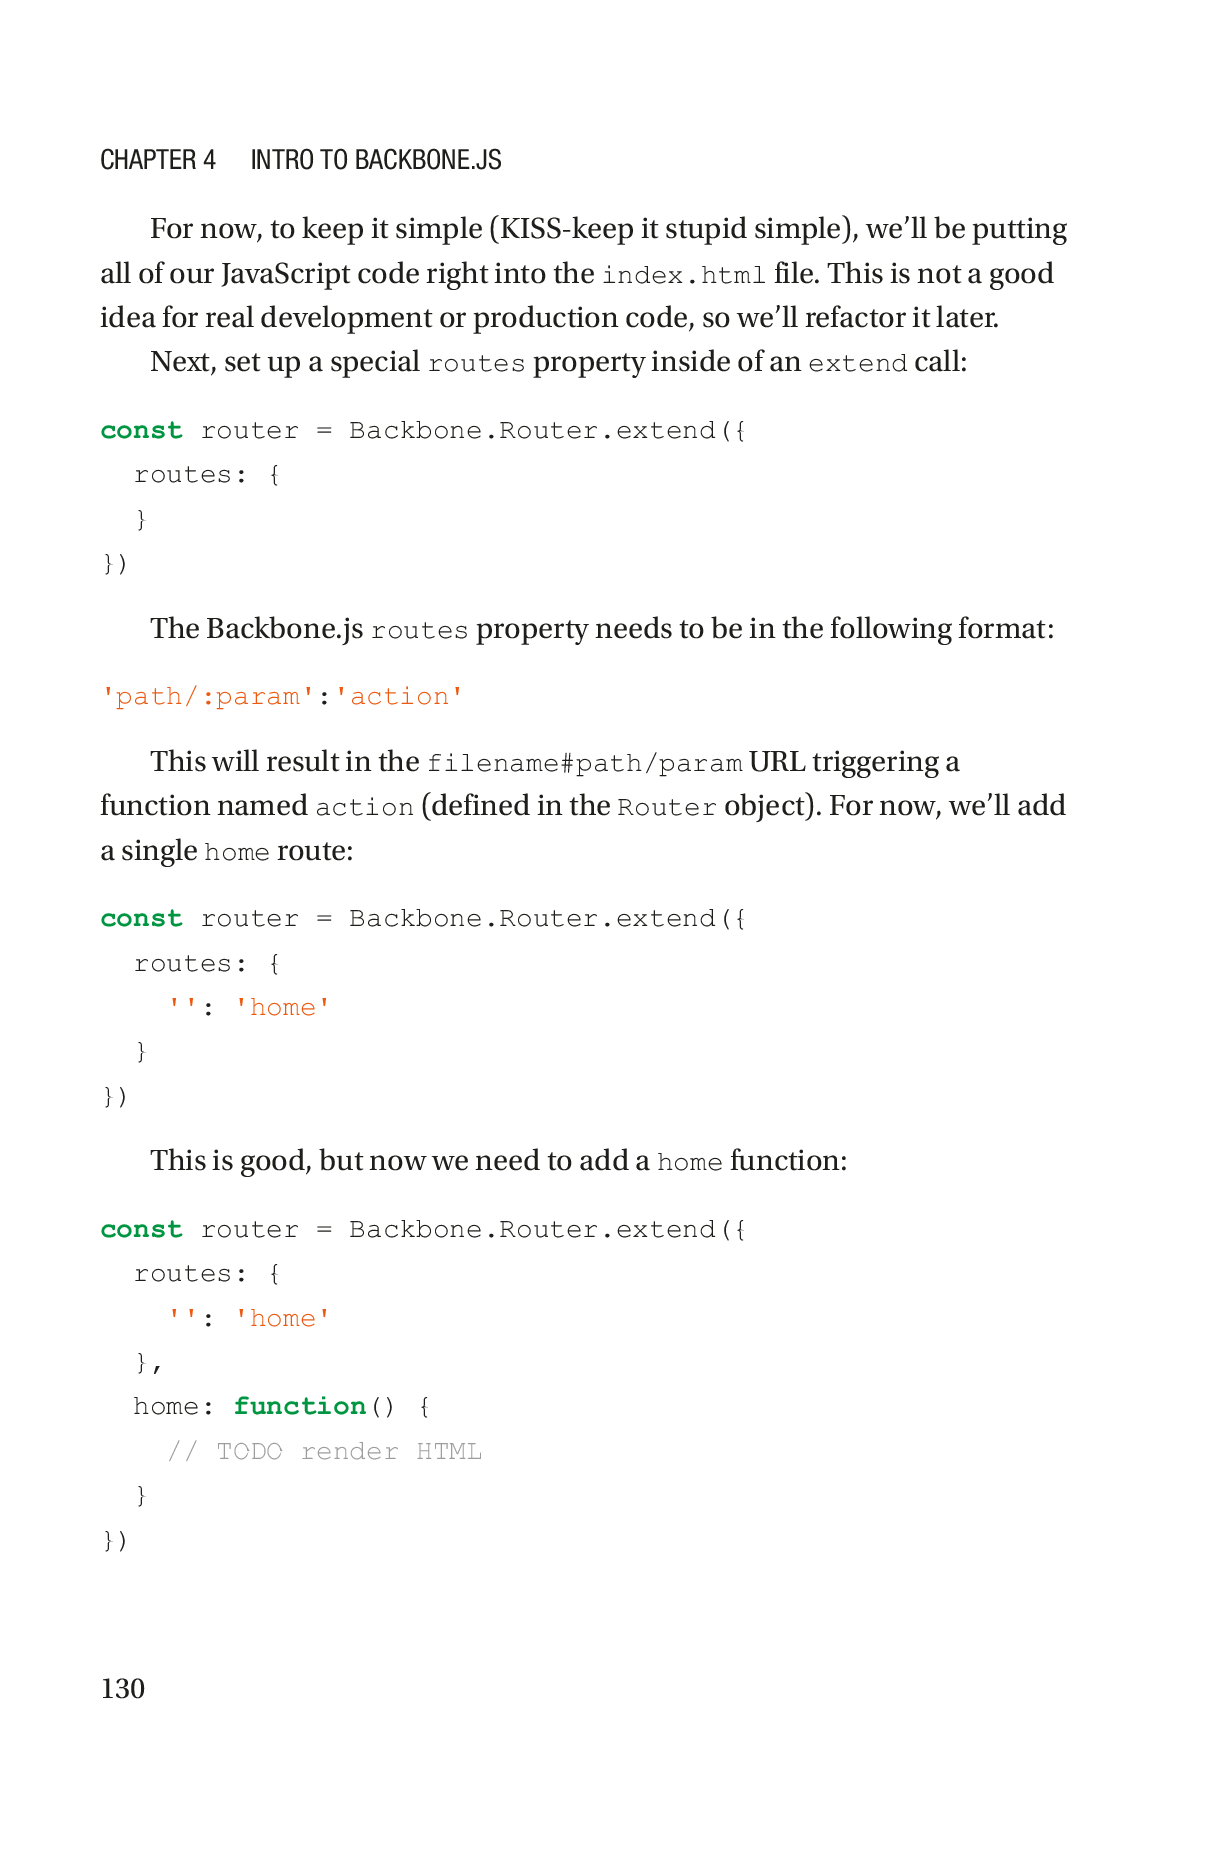 CHAPTER 4 INTRO TO BACKBONE.JS
For now, to keep it simple (KISS-keep it stupid simple), we’ll be putting
all of our JavaScript code right into the index.html file. This is not a good
idea for real development or production code, so we’ll refactor it later.
Next, set up a special routes property inside of an extend call:
const router = Backbone.Router.extend({
  routes: {
  }
})
The Backbone.js routes property needs to be in the following format:
'path/:param':'action'
This will result in the filename#path/param URL triggering a
function named action (defined in the Router object). For now, we’ll add
a single home route:
const router = Backbone.Router.extend({
  routes: {
    '': 'home'
  }
})
This is good, but now we need to add a home function:
const router = Backbone.Router.extend({
  routes: {
    '': 'home'
  },
  home: function() {
    // TODO render HTML
  }
})
130